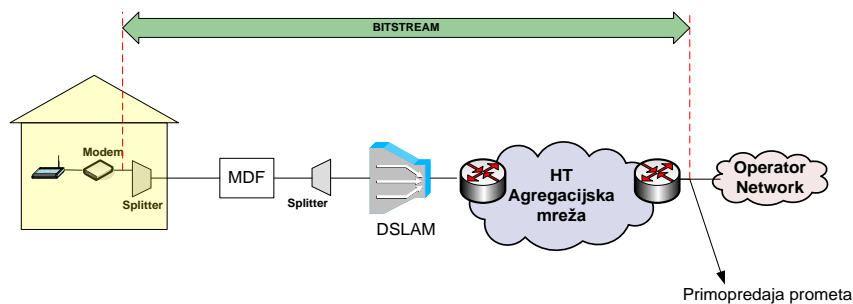 BITSTREAM
Modem
Splitter
MDF
Splitter
DSLAM
HT
Agregacijska
mreža
Operator
Network
Primopredaja prometa